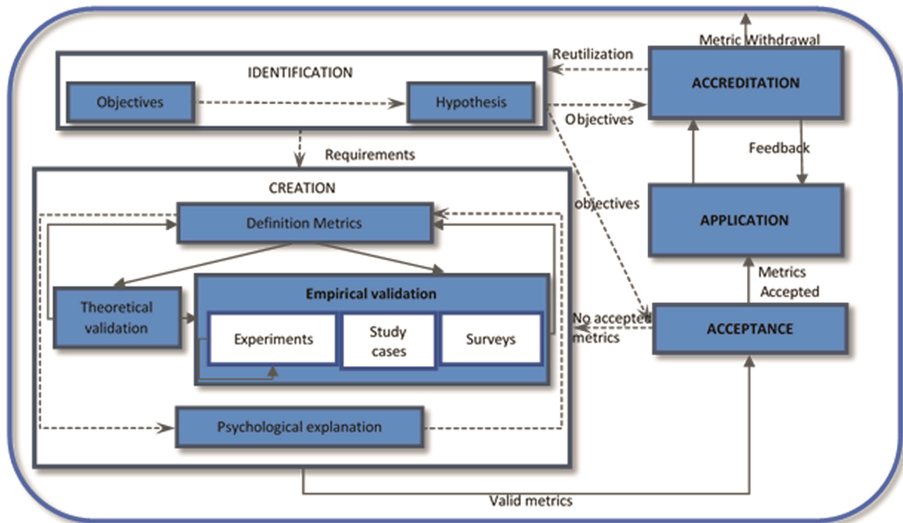 Metric Withdrawal
IDENTIFICATION
Reutilization
ACCREDITATION
Objectives
Hypothesis
Objectives
Requirements
Feedback
CREATION
objectives
Definition Metrics
APPLICATION
Metrics
Accepted
Theoretical
validation
Empirical validation
Experiments
Study
cases
Surveys
No accepted
metrics
ACCEPTANCE
Psychological explanation
Valid metrics